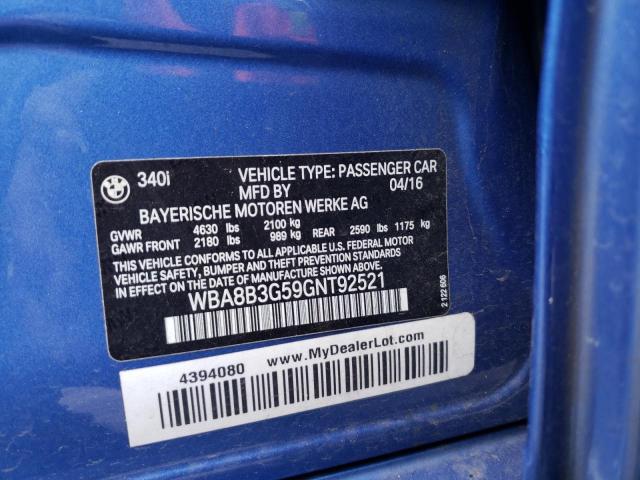 BMW
340i VEHICLE TYPE: PASSENGER CAR
MFD BY 04/16
BAYERISCHE MOTOREN WERKE AG
GVWR 4630 lbs 2100 kg
GAWR FRONT 2180 lbs 989 kg REAR 2590 lbs 1175 kg
THIS CONFORMS TO ALL APPLICABLE U.S. FEDERAL MOTOR
VEHICLE SAFETY, BUMPER, AND THEFT PREVENTION STANDARDS
IN EFFECT ON THE DATE OF MANUFACTURE SHOWN ABOVE.
WBA8B3G59GNT92521
2 122 606
4394080 www.MyDealerLot.com